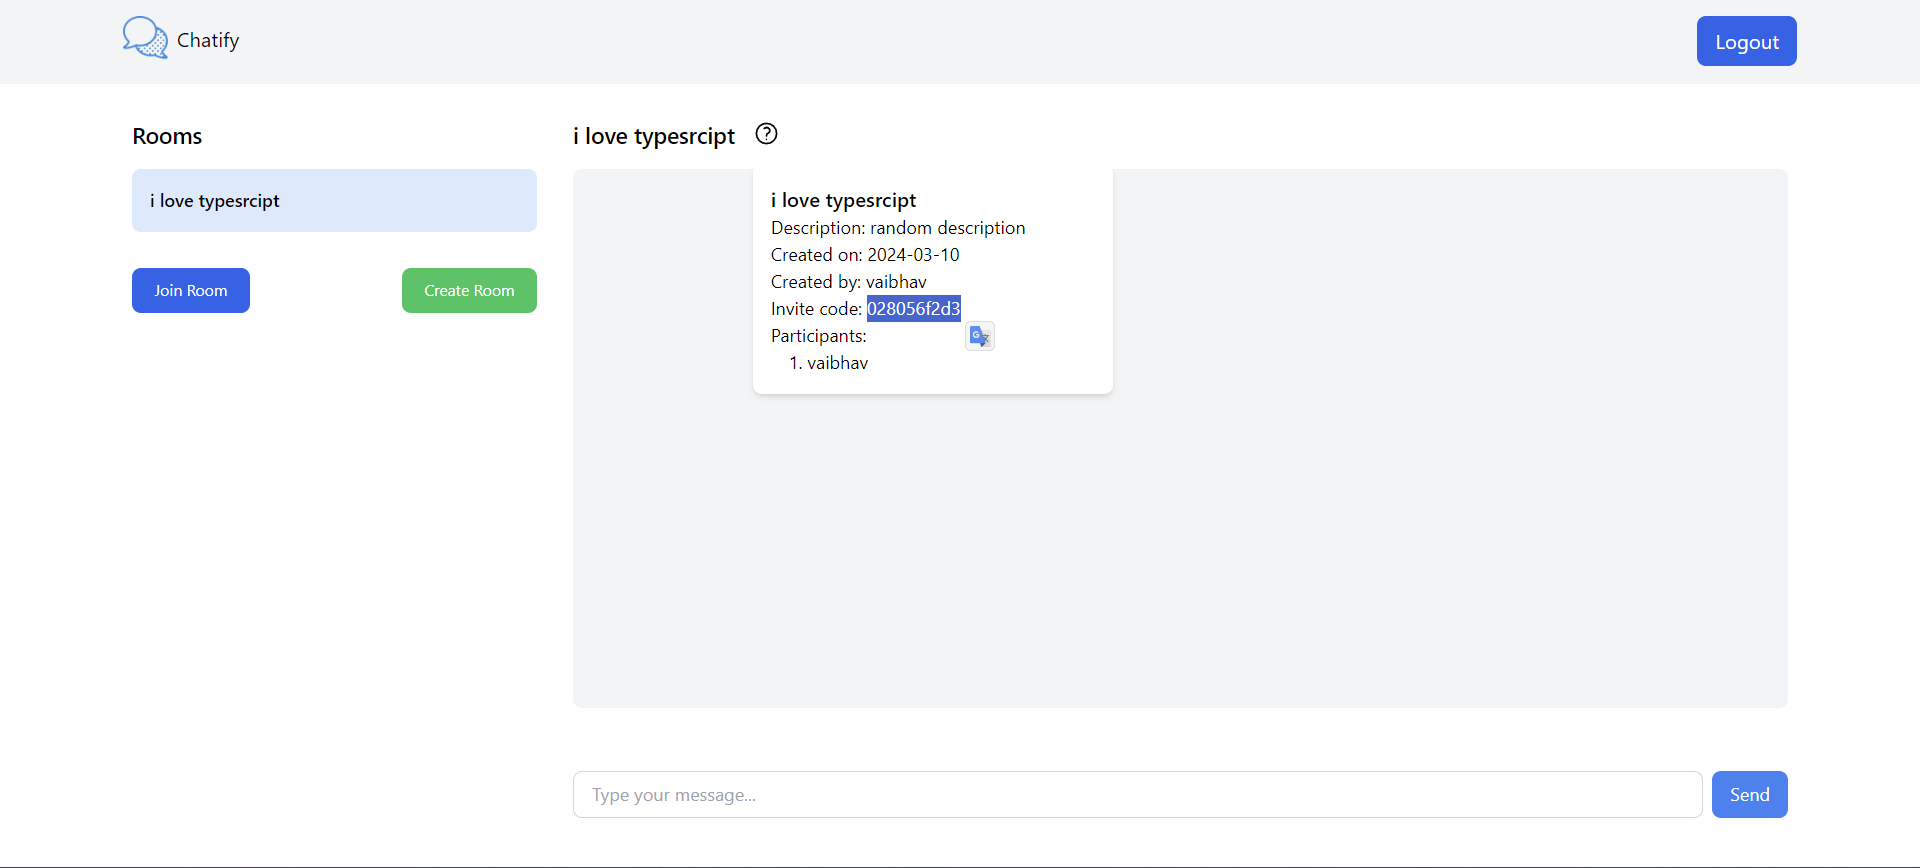 Chatify
Logout
Rooms
i love typesrcipt
Join Room
Create Room
i love typesrcipt
i love typesrcipt
Description: random description
Created on: 2024-03-10
Created by: vaibhav
Invite code: 028056f2d3
Participants:
1. vaibhav
Type your message...
Send